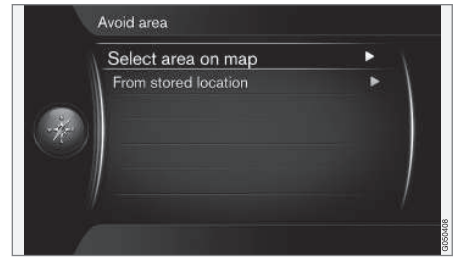 Avoid area
Select area on map
From stored location
G050408